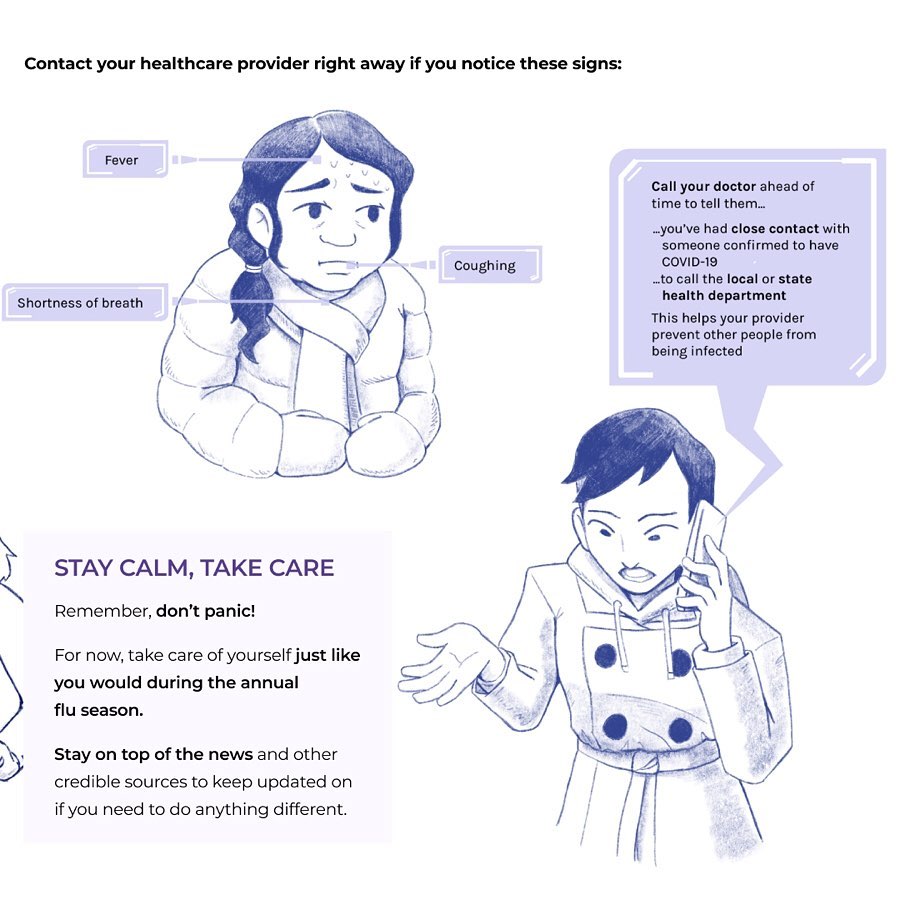 Contact your healthcare provider right away if you notice these signs:
Fever
Coughing
Shortness of breath
Call your doctor ahead of
time to tell them...
...you've had close contact with
someone confirmed to have
COVID-19
...to call the local or state
health department
This helps your provider
prevent other people from
being infected
STAY CALM, TAKE CARE
Remember, don't panic!
For now, take care of yourself just like
you would during the annual
flu season.
Stay on top of the news and other
credible sources to keep updated on
if you need to do anything different.